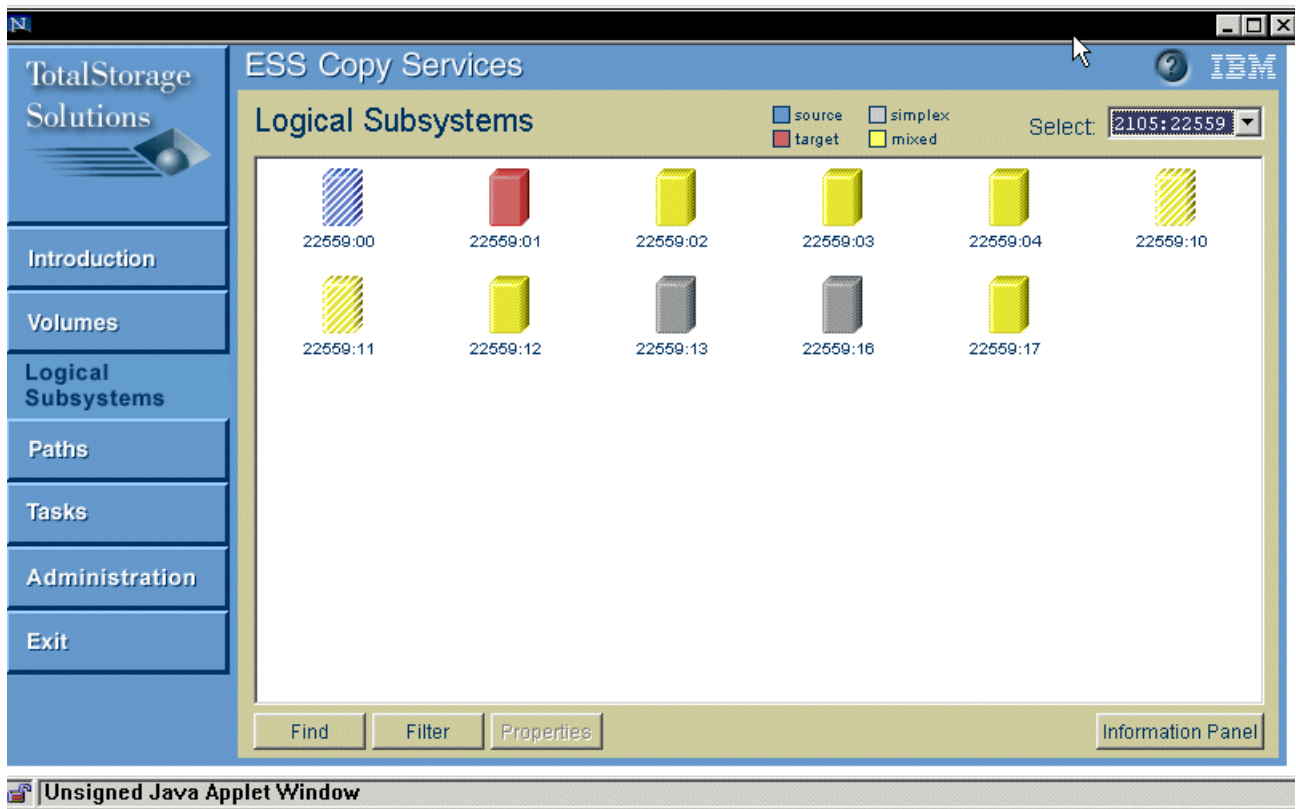 N
TotalStorage
Solutions
ESS Copy Services
? IBM
Logical Subsystems
source simplex
target mixed
Select: 2105:22559
Introduction
Volumes
Logical
Subsystems
Paths
Tasks
Administration
Exit
22559:00 22559:01 22559:02 22559:03 22559:04 22559:10
22559:11 22559:12 22559:13 22559:16 22559:17
Find Filter Properties Information Panel
Unsigned Java Applet Window